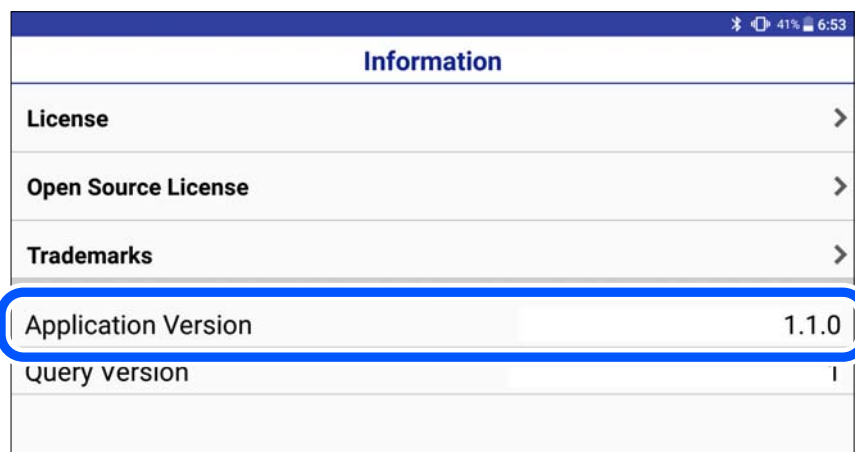 41% 6:53
Information
License
Open Source License
Trademarks
Application Version 1.1.0
Query Version 1